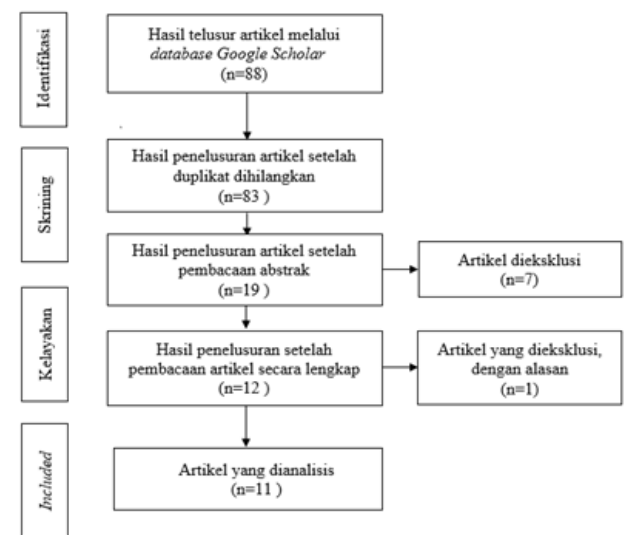 Identifikasi
Hasil telusur artikel melalui
database Google Scholar
(n=88)
Skrining
Hasil penelusuran artikel setelah
duplikat dihilangkan
(n=83 )
Hasil penelusuran artikel setelah
pembacaan abstrak
(n=19 )
Artikel dieksklusi
(n=7)
Kelayakan
Hasil penelusuran setelah
pembacaan artikel secara lengkap
(n=12 )
Artikel yang dieksklusi,
dengan alasan
(n=1)
Included
Artikel yang dianalisis
(n=11 )